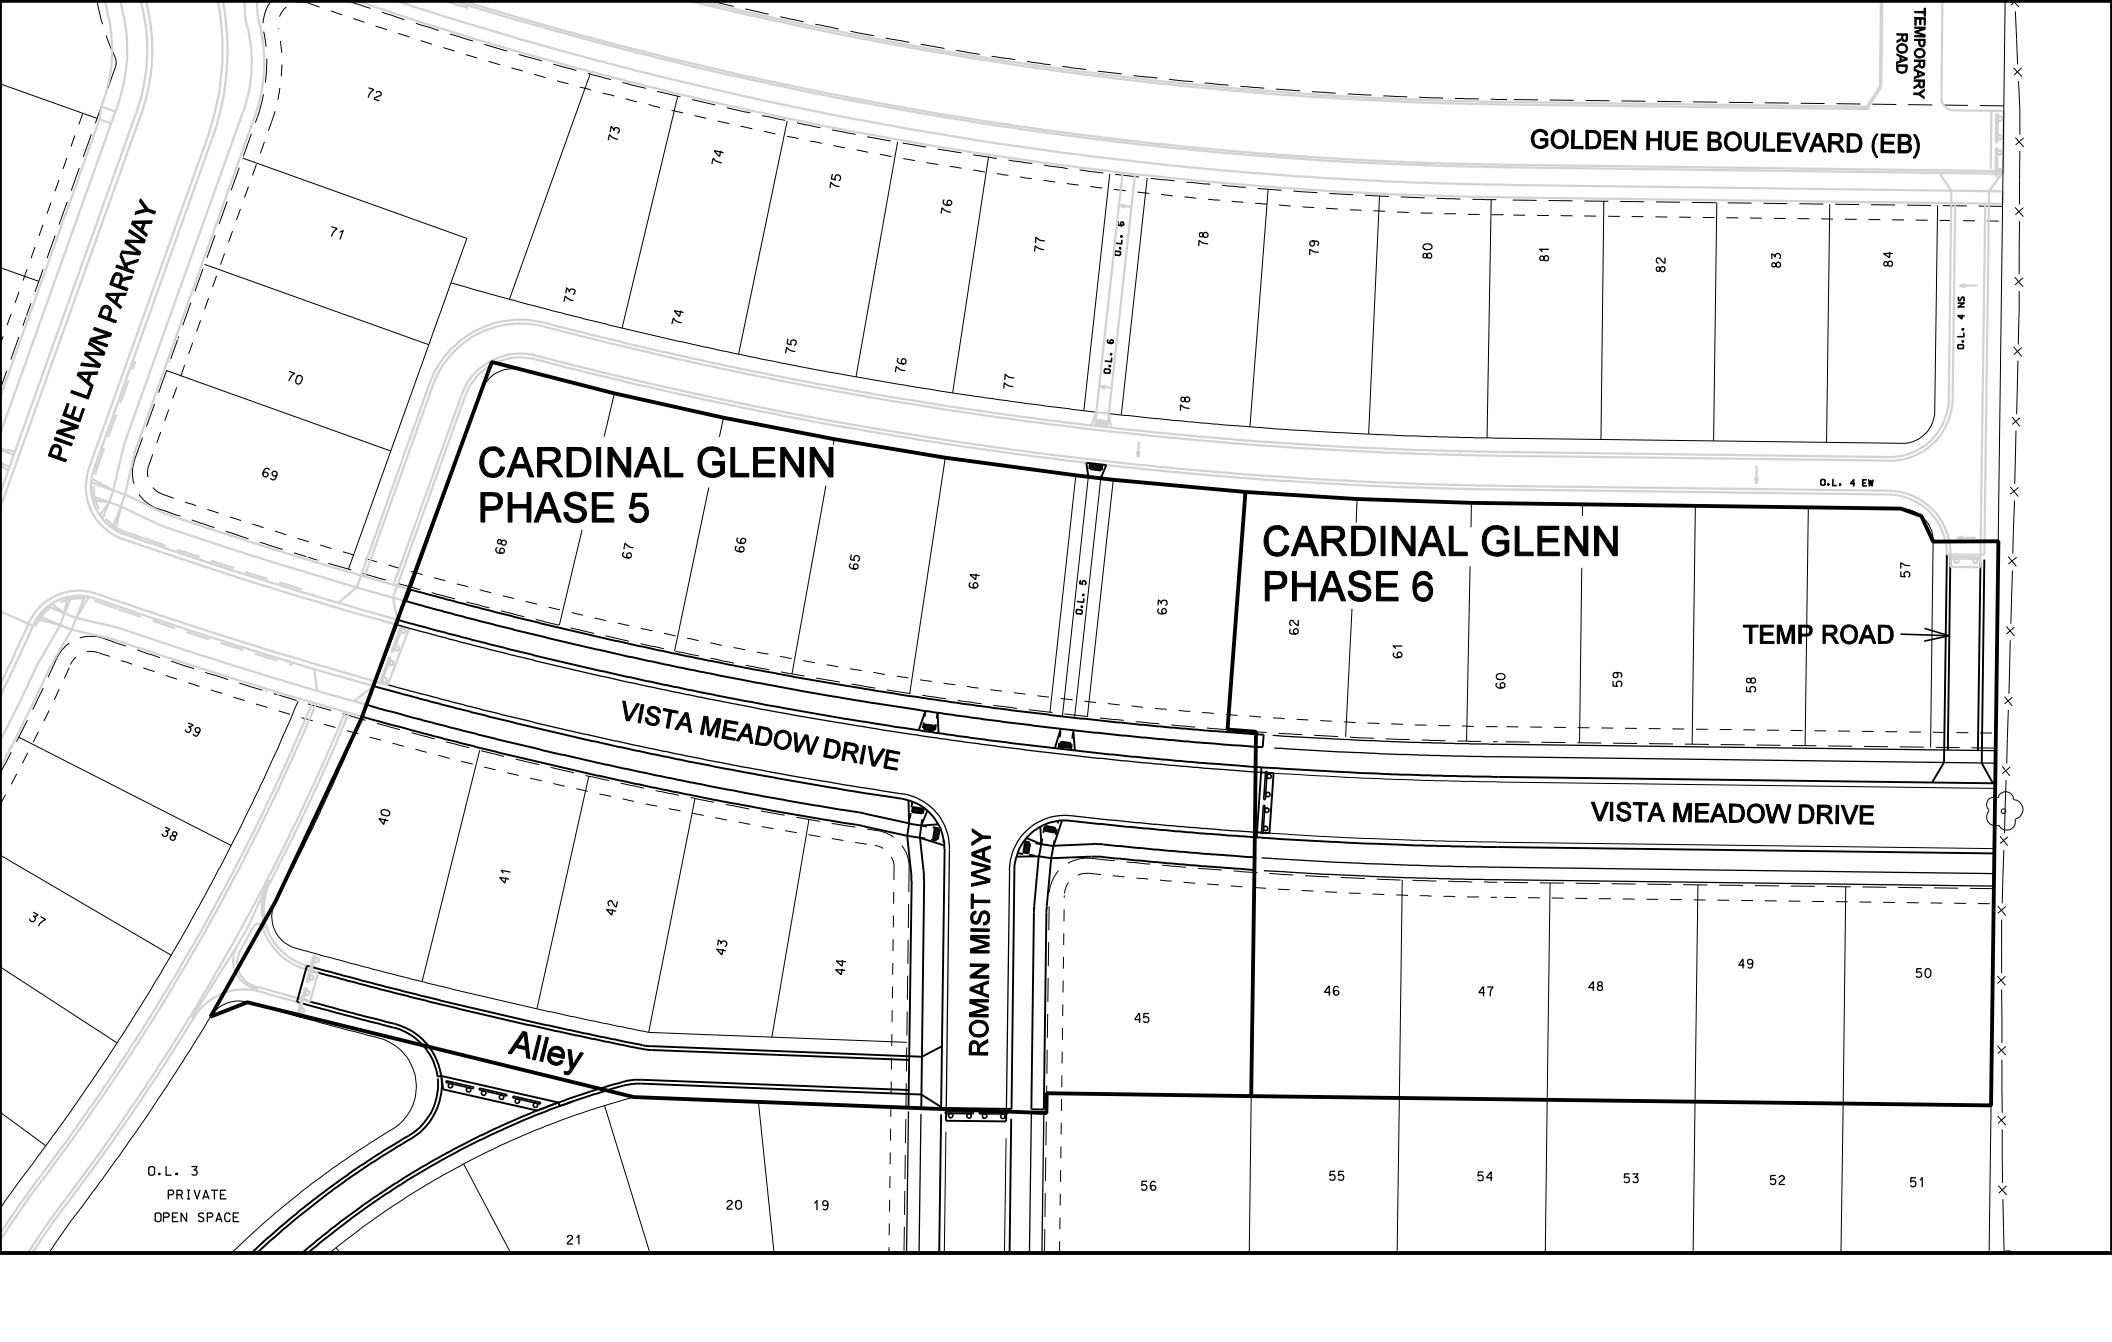 TEMPORARY
ROAD
GOLDEN HUE BOULEVARD (EB)
PINE LAWN PARKWAY
72
71
70
69
73
74
75
76
77
O.L. 6
78
79
80
81
82
83
84
O.L. 4 NS
73
74
75
76
77
O.L. 6
78
O.L. 4 EW
CARDINAL GLENN
PHASE 5
68
67
66
65
64
O.L. 5
63
CARDINAL GLENN
PHASE 6
62
61
60
59
58
57
TEMP ROAD
VISTA MEADOW DRIVE
VISTA MEADOW DRIVE
ROMAN MIST WAY
39
38
37
40
41
42
43
44
45
46
47
48
49
50
Alley
O.L. 3
PRIVATE
OPEN SPACE
21
20
19
56
55
54
53
52
51